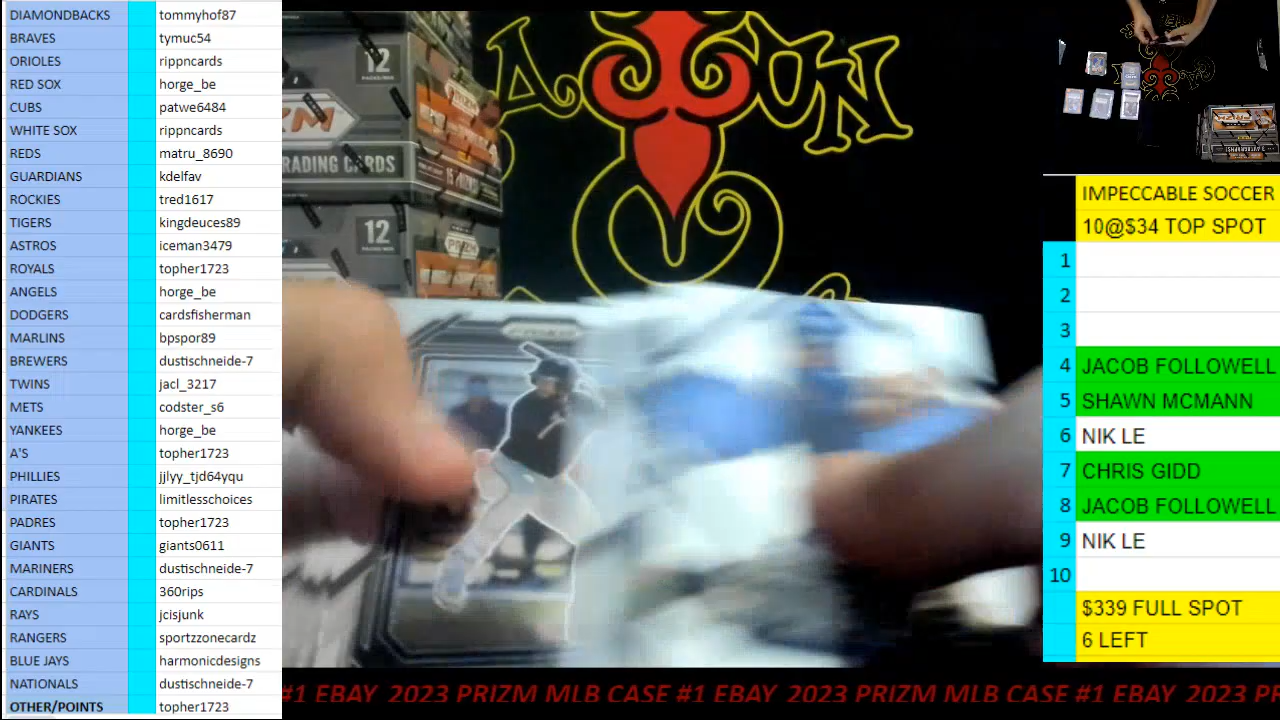 DAMONDBACKS tommyhof87
BRAVES tymuc54
ORIOLES rippncards
RED SOX horge_be
CUBS patwe6484
WHITE SOX rippncards
REDS matru_8690
GUARDIANS kdelfav
ROCKIES tred1617
TIGERS kingdeuces89
ASTROS iceman3479
ROYALS topher1723
ANGELS horge_be
DODGERS cardsfisherman
MARLINS bpspor89
BREWERS dustischneide-7
TWINS jacl_3217
METS codster_s6
YANKEES horge_be
A'S topher1723
PHILLIES jjlyy_tjd64yqu
PIRATES limitlesschoices
PADRES topher1723
GIANTS giants0611
MARINERS dustischneide-7
CARDINALS 360rips
RAYS jcisjunk
RANGERS sportzzonecardz
BLUE JAYS harmonicdesigns
NATIONALS dustischneide-7
OTHER/POINTS topher1723
12
RADING CARDS
12
PRIZM
IMPECCABLE SOCCER
10@$34 TOP SPOT
1
2
3
4 JACOB FOLLOWELL
5 SHAWN MCMANN
6 NIK LE
7 CHRIS GIDD
8 JACOB FOLLOWELL
9 NIK LE
10
$339 FULL SPOT
6 LEFT
#1 EBAY 2023 PRIZM MLB CASE #1 EBAY 2023 PRIZM MLB CASE #1 EBAY 2023 PR